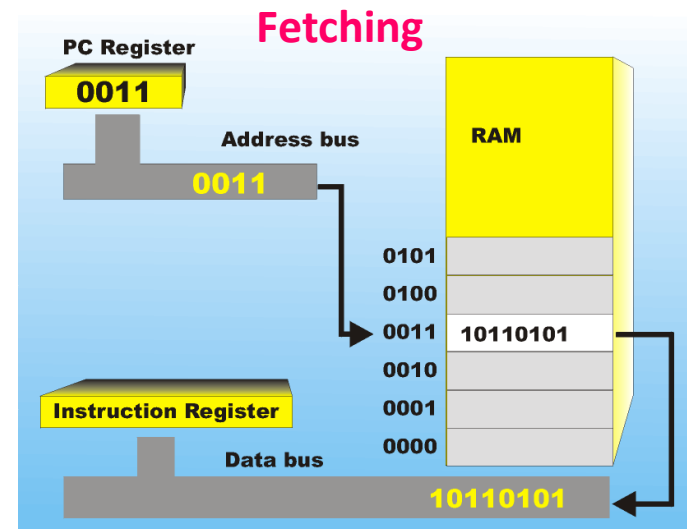 Fetching
PC Register
0011
Address bus
0011
RAM
0101
0100
0011 10110101
0010
0001
0000
Instruction Register
Data bus
10110101